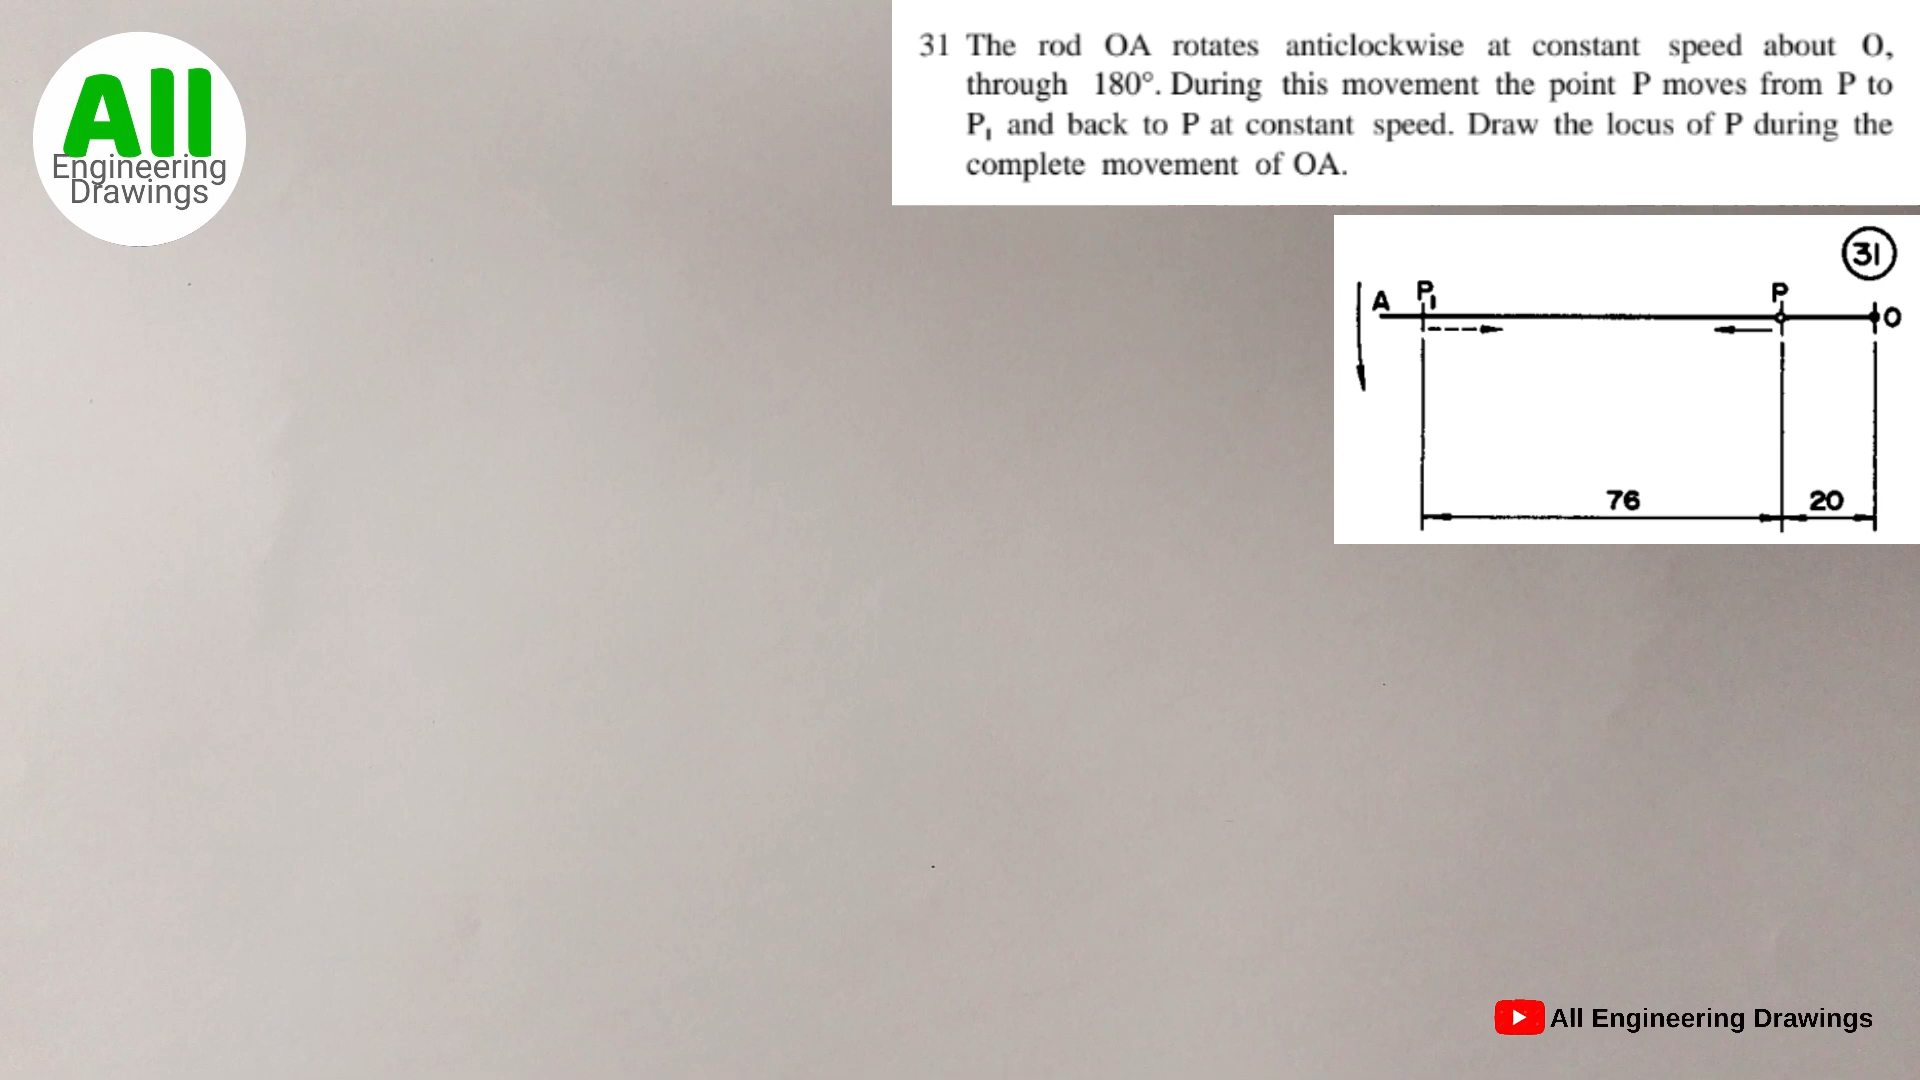 All
Engineering
Drawings
31 The rod OA rotates anticlockwise at constant speed about O,
through 180°. During this movement the point P moves from P to
P₁ and back to P at constant speed. Draw the locus of P during the
complete movement of OA.
31
A P₁ P O
76 20
All Engineering Drawings